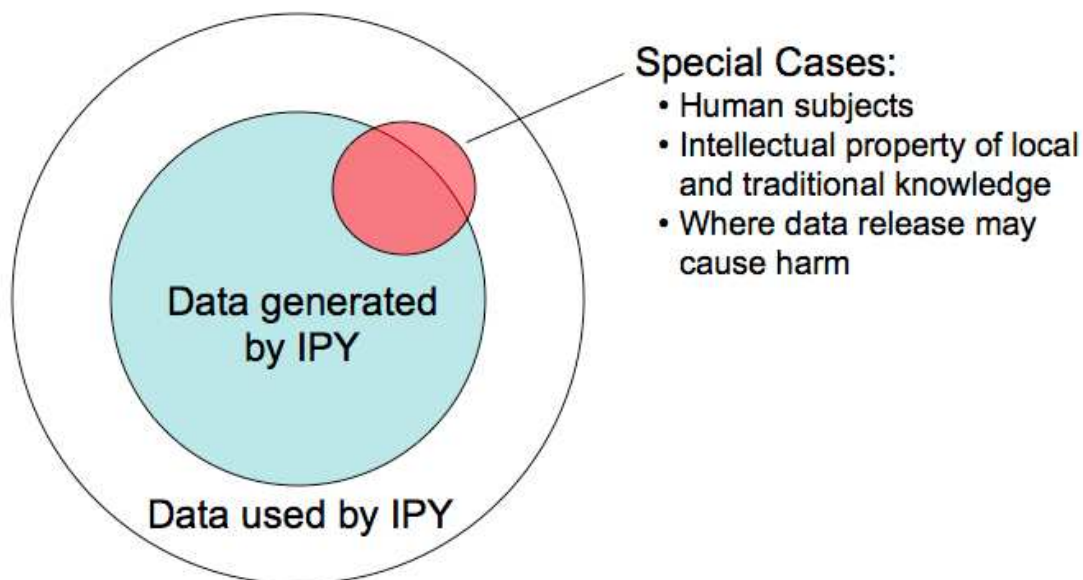 Special Cases:
• Human subjects
• Intellectual property of local
and traditional knowledge
• Where data release may
cause harm
Data generated
by IPY
Data used by IPY